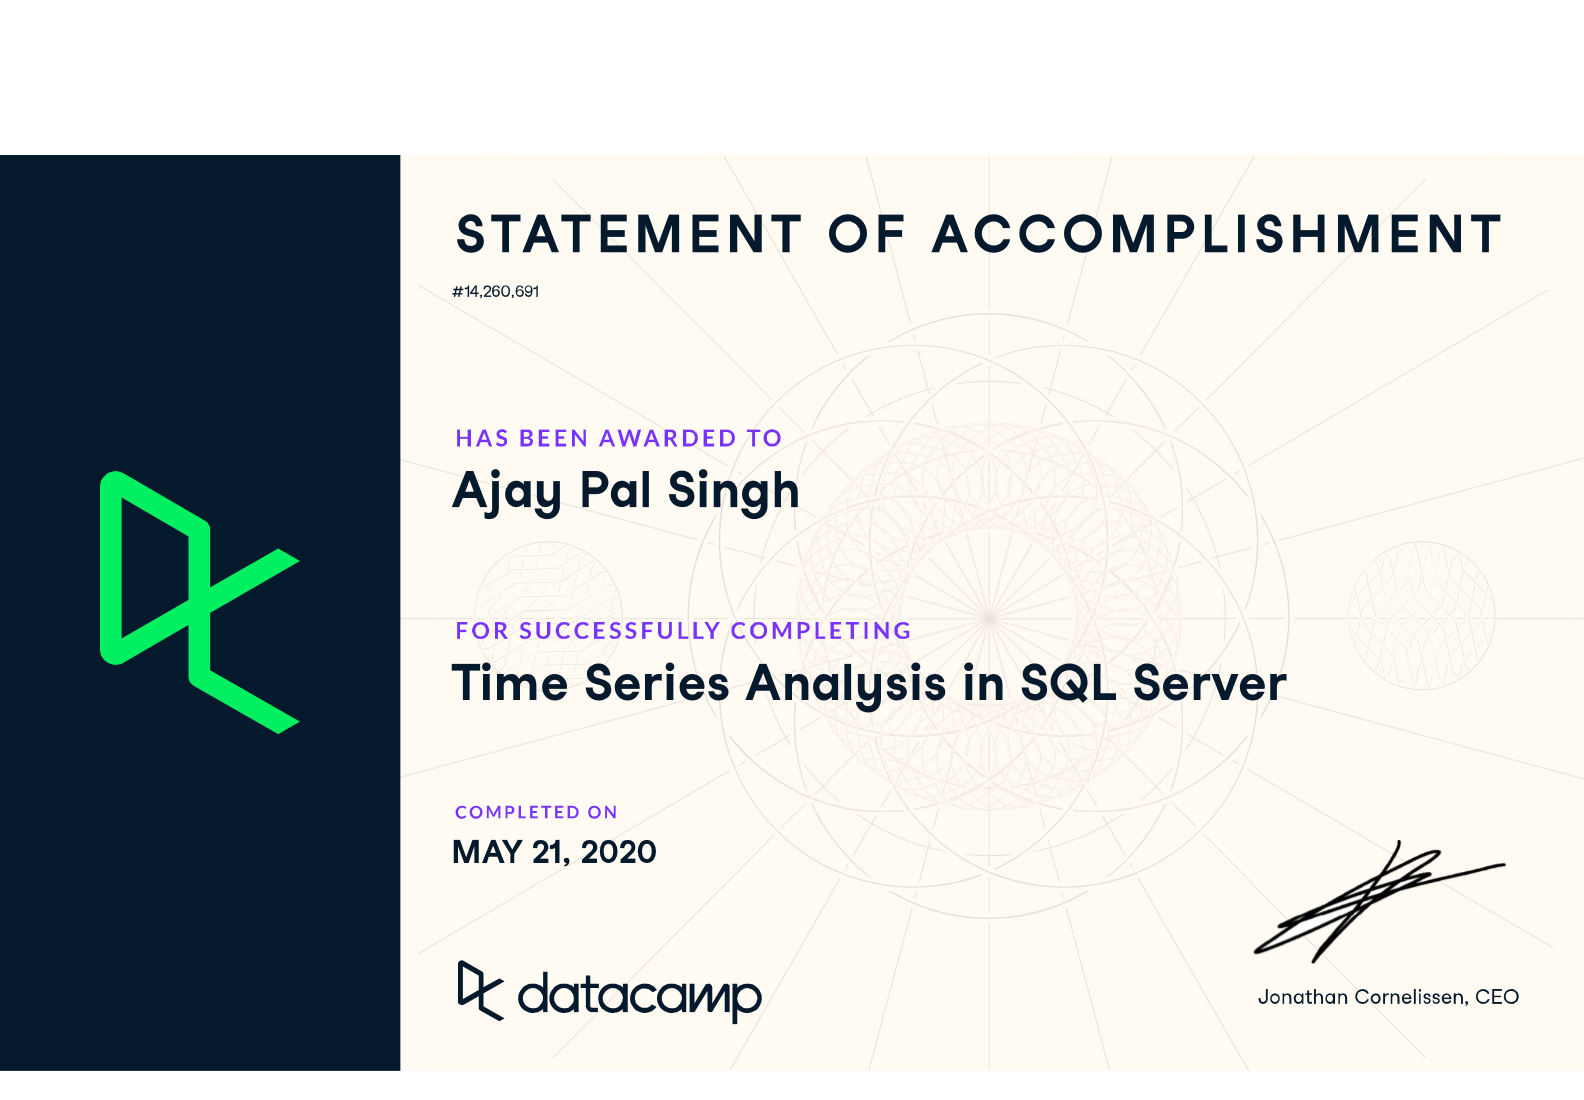 STATEMENT OF ACCOMPLISHMENT
#14,260,691
HAS BEEN AWARDED TO
Ajay Pal Singh
FOR SUCCESSFULLY COMPLETING
Time Series Analysis in SQL Server
COMPLETED ON
MAY 21, 2020
datacamp
Jonathan Cornelissen, CEO